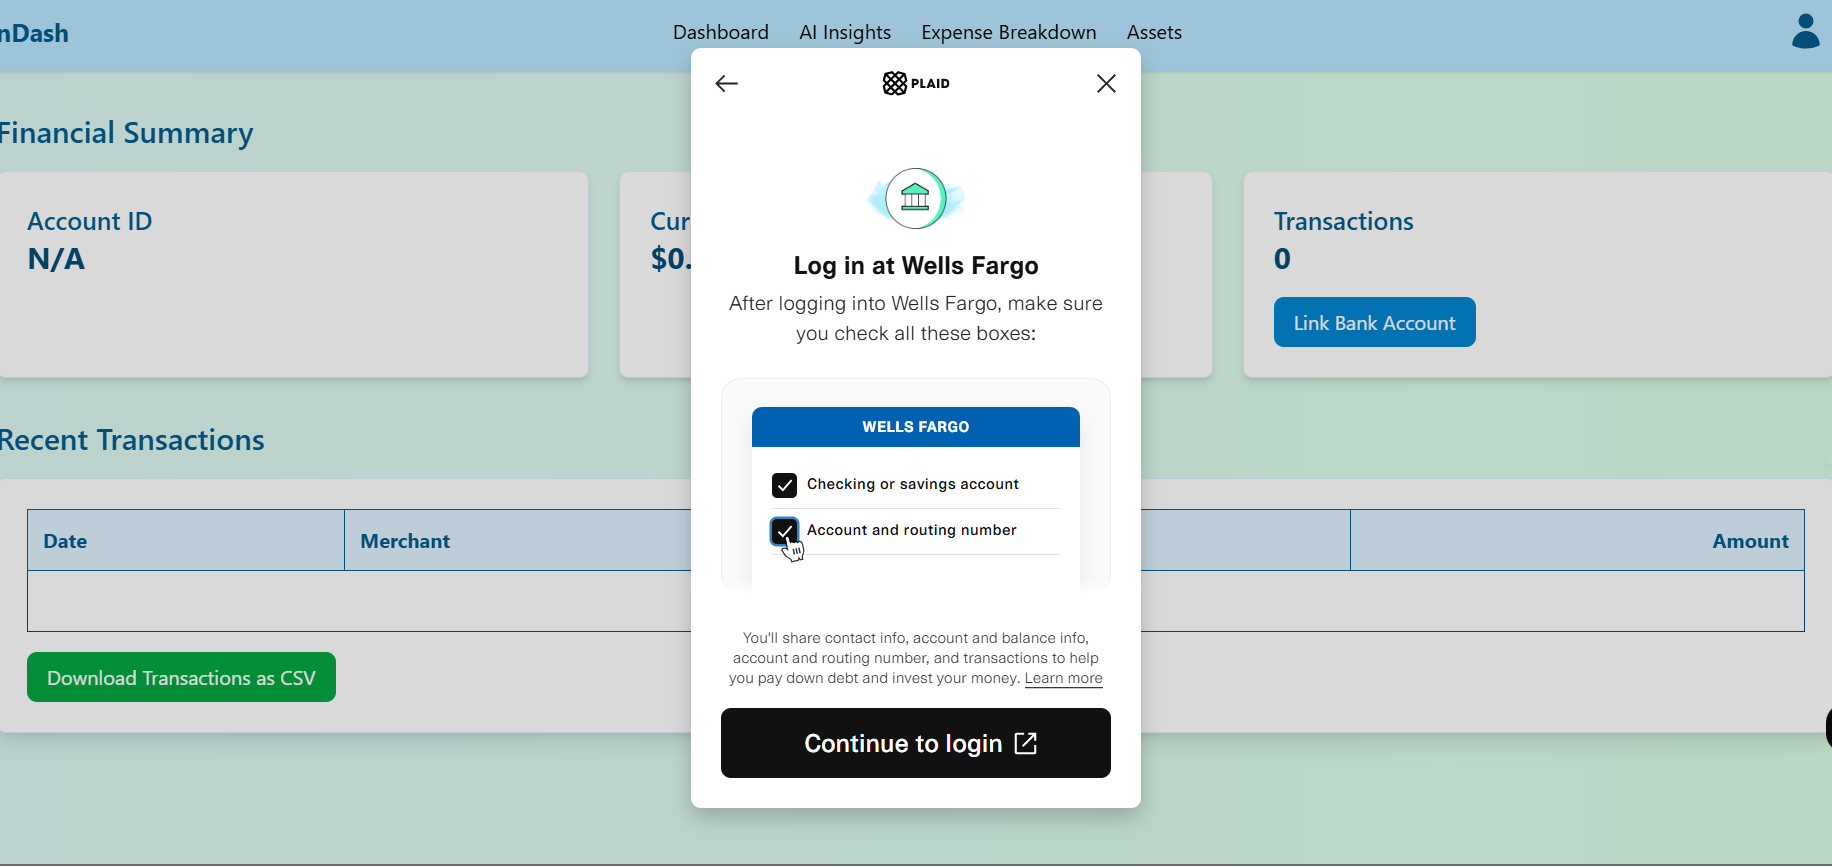 nDash
Dashboard
AI Insights
Expense Breakdown
Assets
PLAID
Financial Summary
Account ID
N/A
Cur
$0.
Transactions
0
Link Bank Account
Log in at Wells Fargo
After logging into Wells Fargo, make sure
you check all these boxes:
WELLS FARGO
Checking or savings account
Account and routing number
Recent Transactions
Date
Merchant
Amount
Download Transactions as CSV
You'll share contact info, account and balance info,
account and routing number, and transactions to help
you pay down debt and invest your money. Learn more
Continue to login